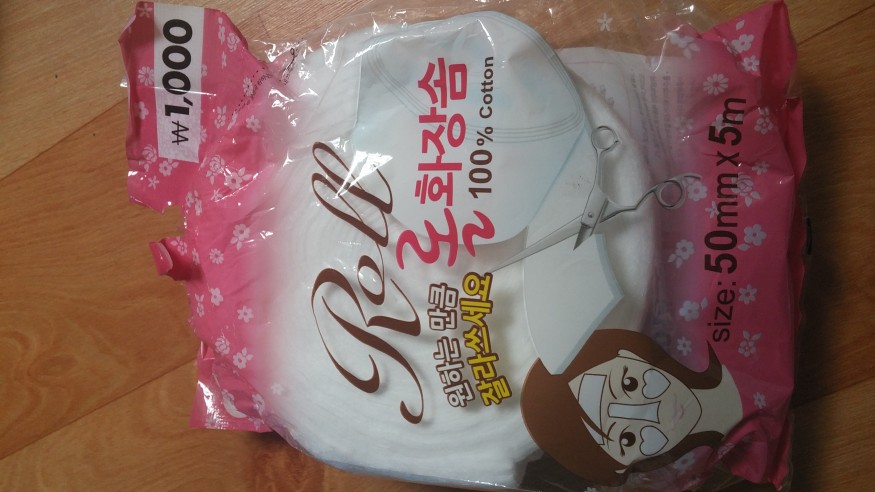 ₩1,000
Roll
롤화장솜
100% Cotton
원하는 만큼
잘라쓰세요
size: 50mm x 5m